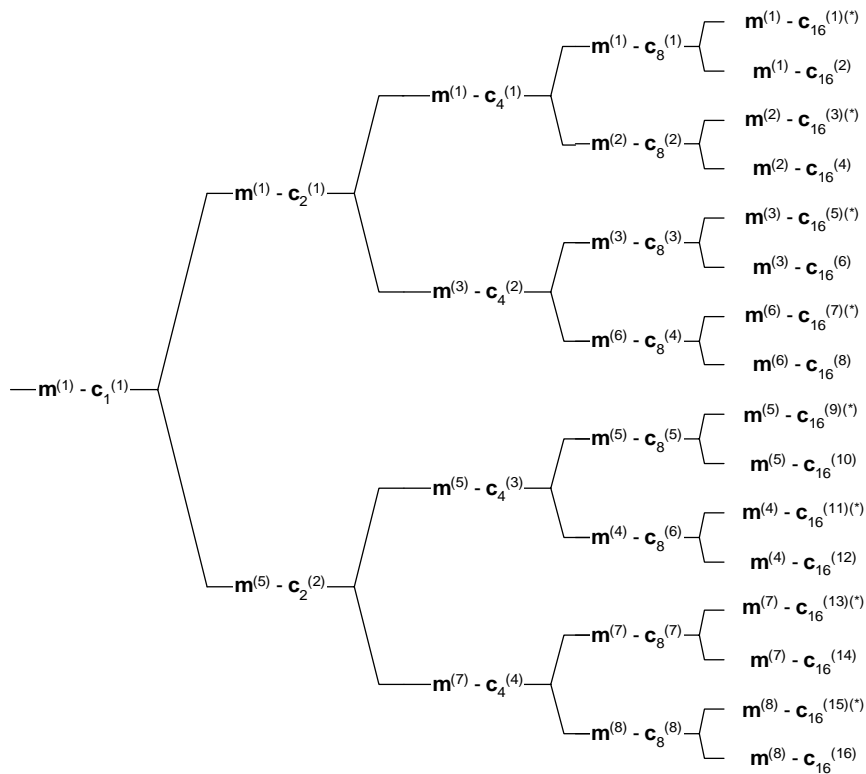 m(1) - c16(1)(*)
m(1) - c8(1)
m(1) - c16(2)
m(1) - c4(1)
m(2) - c16(3)(*)
m(2) - c8(2)
m(2) - c16(4)
m(1) - c2(1)
m(3) - c16(5)(*)
m(3) - c8(3)
m(3) - c16(6)
m(3) - c4(2)
m(6) - c16(7)(*)
m(6) - c8(4)
m(6) - c16(8)
m(1) - c1(1)
m(5) - c16(9)(*)
m(5) - c8(5)
m(5) - c16(10)
m(5) - c4(3)
m(4) - c16(11)(*)
m(4) - c8(6)
m(4) - c16(12)
m(5) - c2(2)
m(7) - c16(13)(*)
m(7) - c8(7)
m(7) - c16(14)
m(7) - c4(4)
m(8) - c16(15)(*)
m(8) - c8(8)
m(8) - c16(16)